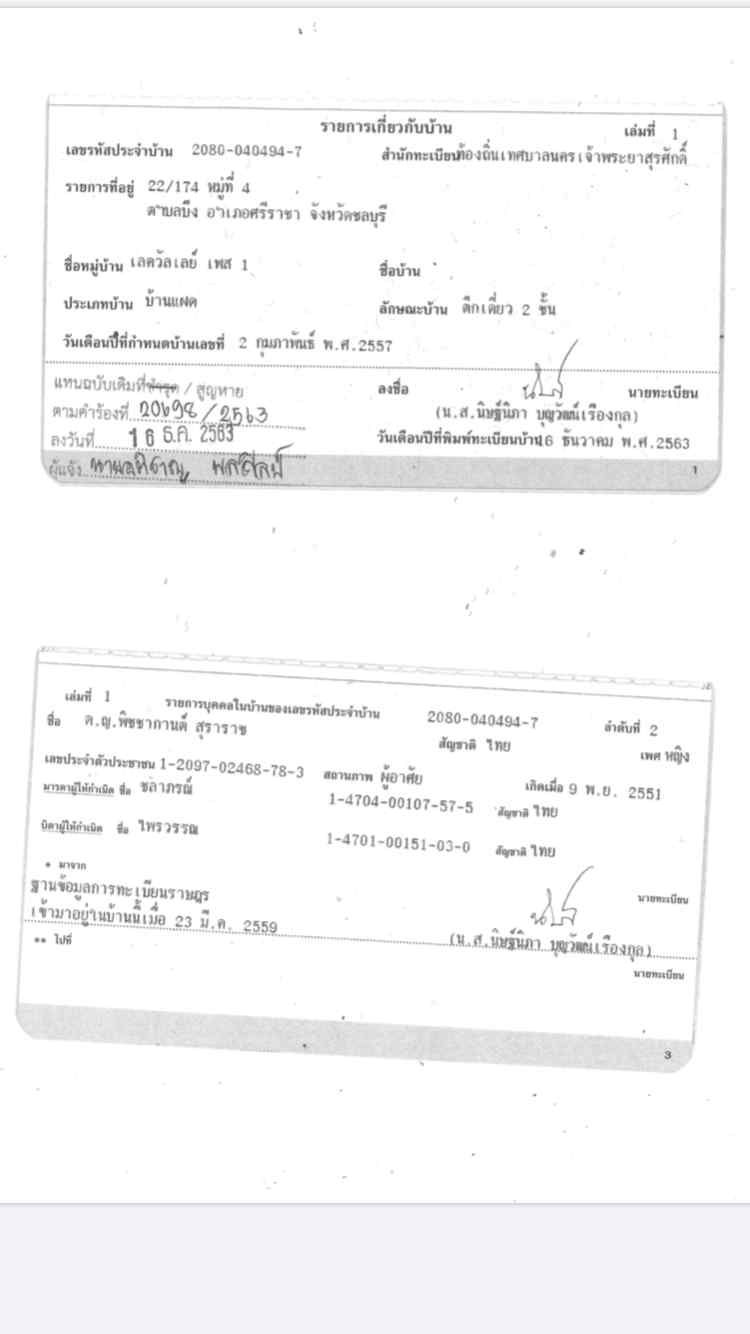 รายการเกี่ยวกับบ้าน เล่มที่ 1
เลขรหัสประจำบ้าน 2080-040494-7 สำนักทะเบียนท้องถิ่นเทศบาลนครเจ้าพระยาสุรศักดิ์
รายการที่อยู่ 22/174 หมู่ที่ 4
ตำบลบึง อำเภอศรีราชา จังหวัดชลบุรี
ชื่อหมู่บ้าน เลควัลเลย์ เพส 1 ชื่อบ้าน
ประเภทบ้าน บ้านแฝด ลักษณะบ้าน ตึกเดี่ยว 2 ชั้น
วันเดือนปีที่กำหนดบ้านเลขที่ 2 กุมภาพันธ์ พ.ศ.2557
แทนฉบับเดิมที่ชำรุด / สูญหาย ลงชื่อ นายทะเบียน
ตามคำร้องที่ 20698/2563 (น.ส.นิษฐ์นิภา บุญวัฒน์เรืองกุล)
ลงวันที่ 16 ธ.ค. 2563 วันเดือนปีที่พิมพ์ทะเบียนบ้าน 16 ธันวาคม พ.ศ.2563
ผู้แจ้ง
1
เล่มที่ 1 รายการบุคคลในบ้านของเลขรหัสประจำบ้าน 2080-040494-7 ลำดับที่ 2
ชื่อ ด.ญ.พิชชากานต์ สุราราช สัญชาติ ไทย เพศ หญิง
เลขประจำตัวประชาชน 1-2097-02468-78-3 สถานภาพ ผู้อาศัย เกิดเมื่อ 9 พ.ย. 2551
มารดาผู้ให้กำเนิด ชื่อ ชลาภรณ์ 1-4704-00107-57-5 สัญชาติ ไทย
บิดาผู้ให้กำเนิด ชื่อ ไพรวรรณ 1-4701-00151-03-0 สัญชาติ ไทย
* มาจาก
ฐานข้อมูลการทะเบียนราษฎร นายทะเบียน
เข้ามาอยู่ในบ้านนี้เมื่อ 23 มี.ค. 2559 (น.ส.นิษฐ์นิภา บุญวัฒน์เรืองกุล)
** ไปที่ นายทะเบียน
3